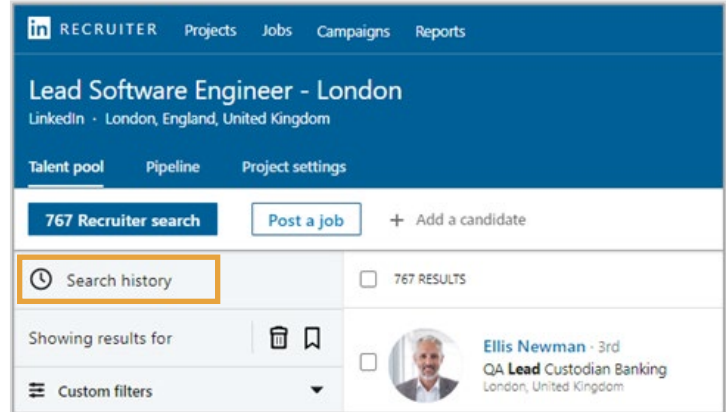 in RECRUITER Projects Jobs Campaigns Reports
Lead Software Engineer - London
LinkedIn · London, England, United Kingdom
Talent pool Pipeline Project settings
767 Recruiter search Post a job + Add a candidate
Search history 767 RESULTS
Showing results for
Ellis Newman · 3rd
QA Lead Custodian Banking
London, United Kingdom
Custom filters